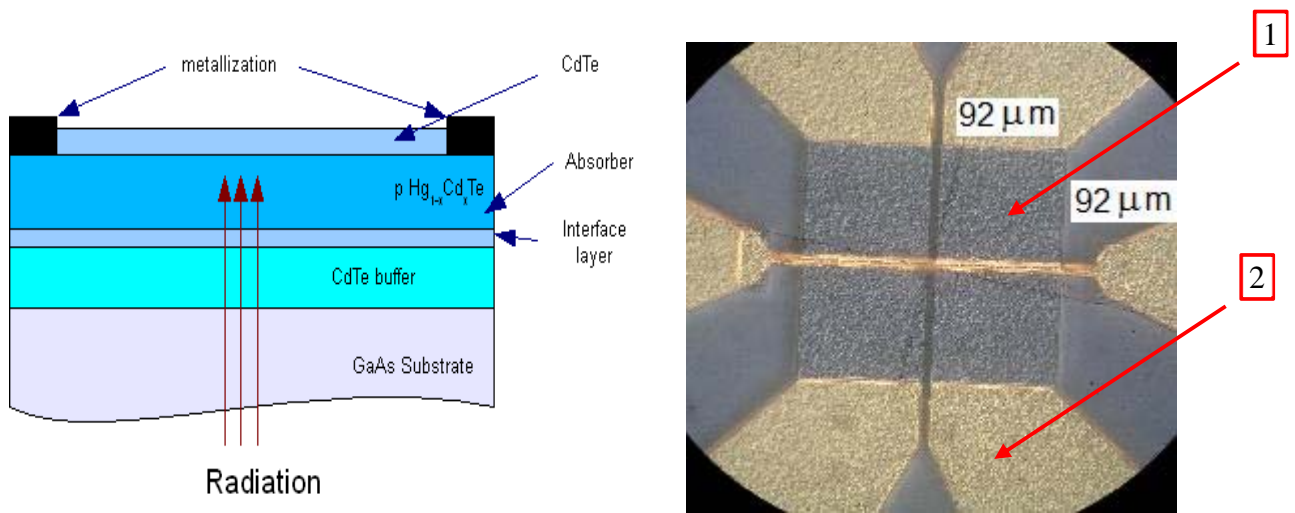 metallization
CdTe
Absorber
p Hg1-xCdxTe
Interface
layer
CdTe buffer
GaAs Substrate
Radiation
1
92 μm
92 μm
2